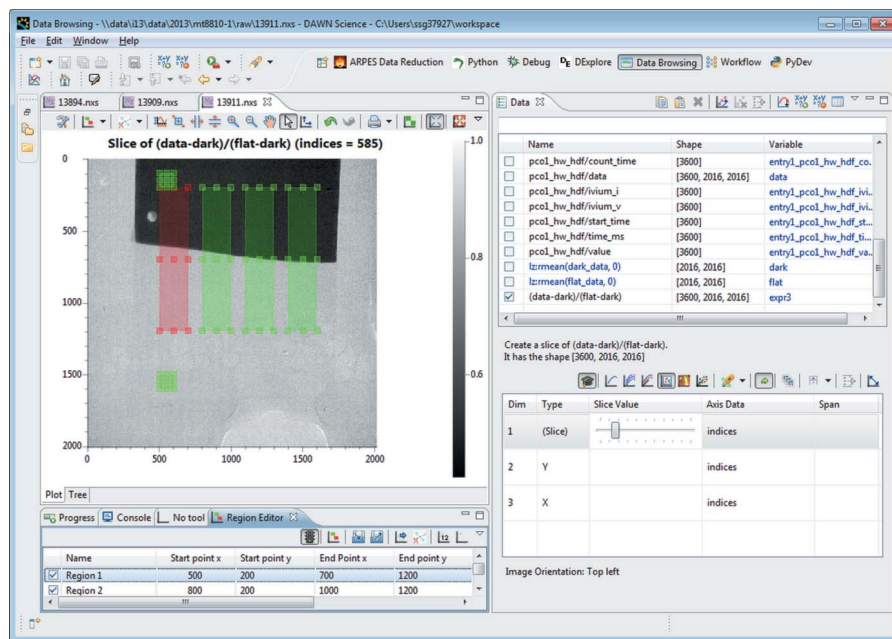 Data Browsing - \\data\i13\data\2013\mt8810-1\raw\13911.nxs - DAWN Science - C:\Users\ssg37927\workspace
File Edit Window Help
ARPES Data Reduction Python Debug DE DExplore Data Browsing Workflow PyDev
13894.nxs 13909.nxs 13911.nxs
Slice of (data-dark)/(flat-dark) (indices = 585)
0
500
1000
1500
2000
0 500 1000 1500 2000
1.0
0.8
0.6
Plot Tree
Progress Console No tool Region Editor
Name Start point x Start point y End Point x End point y
Region 1 500 200 700 1200
Region 2 800 200 1000 1200
Data
Name Shape Variable
pco1_hw_hdf/count_time [3600] entry1_pco1_hw_hdf_co...
pco1_hw_hdf/data [3600, 2016, 2016] data
pco1_hw_hdf/ivium_i [3600] entry1_pco1_hw_hdf_ivi...
pco1_hw_hdf/ivium_v [3600] entry1_pco1_hw_hdf_ivi...
pco1_hw_hdf/start_time [3600] entry1_pco1_hw_hdf_st...
pco1_hw_hdf/time_ms [3600] entry1_pco1_hw_hdf_ti...
pco1_hw_hdf/value [3600] entry1_pco1_hw_hdf_va...
lz:rmean(dark_data, 0) [2016, 2016] dark
lz:rmean(flat_data, 0) [2016, 2016] flat
(data-dark)/(flat-dark) [3600, 2016, 2016] expr3
Create a slice of (data-dark)/(flat-dark).
It has the shape [3600, 2016, 2016]
Dim Type Slice Value Axis Data Span
1 (Slice) indices
2 Y indices
3 X indices
Image Orientation: Top left